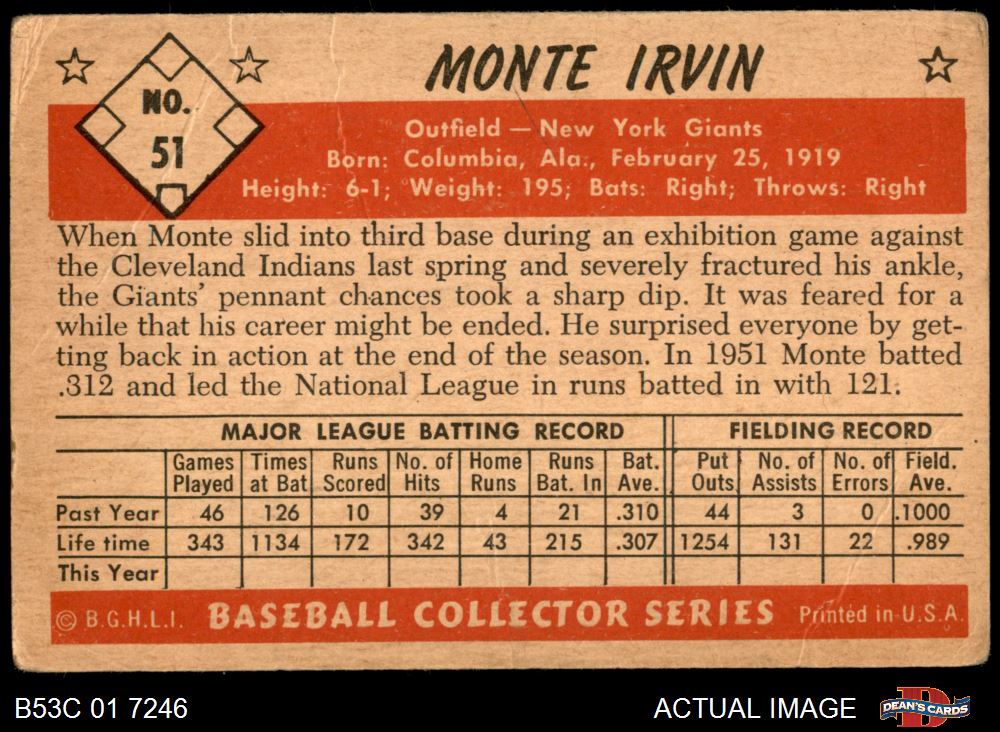 MONTE IRVIN
NO.
51
Outfield — New York Giants
Born: Columbia, Ala., February 25, 1919
Height: 6-1; Weight: 195; Bats: Right; Throws: Right
When Monte slid into third base during an exhibition game against
the Cleveland Indians last spring and severely fractured his ankle,
the Giants' pennant chances took a sharp dip. It was feared for a
while that his career might be ended. He surprised everyone by get-
ting back in action at the end of the season. In 1951 Monte batted
.312 and led the National League in runs batted in with 121.
MAJOR LEAGUE BATTING RECORD FIELDING RECORD
Games Times Runs No. of Home Runs Bat. Put No. of No. of Field.
Played at Bat Scored Hits Runs Bat. In Ave. Outs Assists Errors Ave.
Past Year 46 126 10 39 4 21 .310 44 3 0 .1000
Life time 343 1134 172 342 43 215 .307 1254 131 22 .989
This Year
© B.G.H.L.I. BASEBALL COLLECTOR SERIES Printed in U.S.A.
B53C 01 7246 ACTUAL IMAGE D DEAN'S CARDS